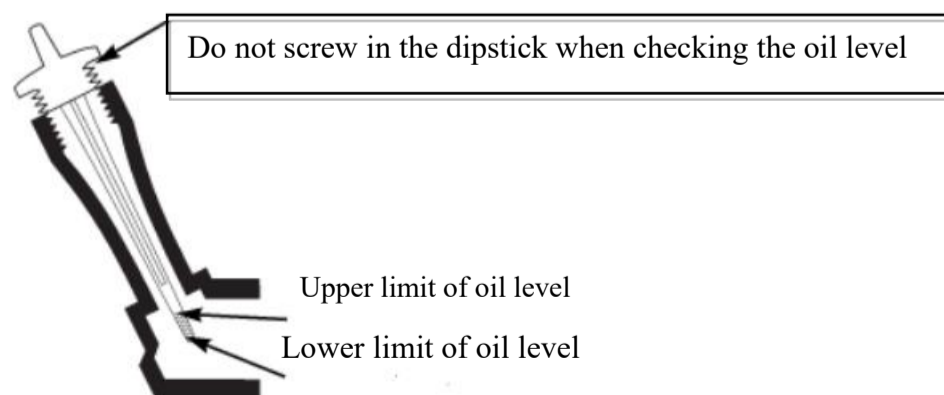 Do not screw in the dipstick when checking the oil level
Upper limit of oil level
Lower limit of oil level